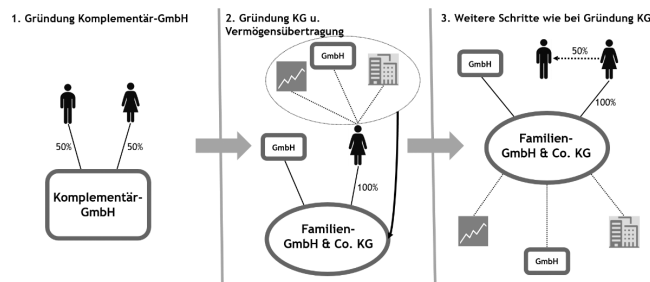 1. Gründung Komplementär-GmbH
50%
50%
Komplementär-
GmbH
2. Gründung KG u.
Vermögensübertragung
GmbH
GmbH
100%
Familien-
GmbH & Co. KG
3. Weitere Schritte wie bei Gründung KG
GmbH
50%
100%
Familien-
GmbH & Co. KG
GmbH